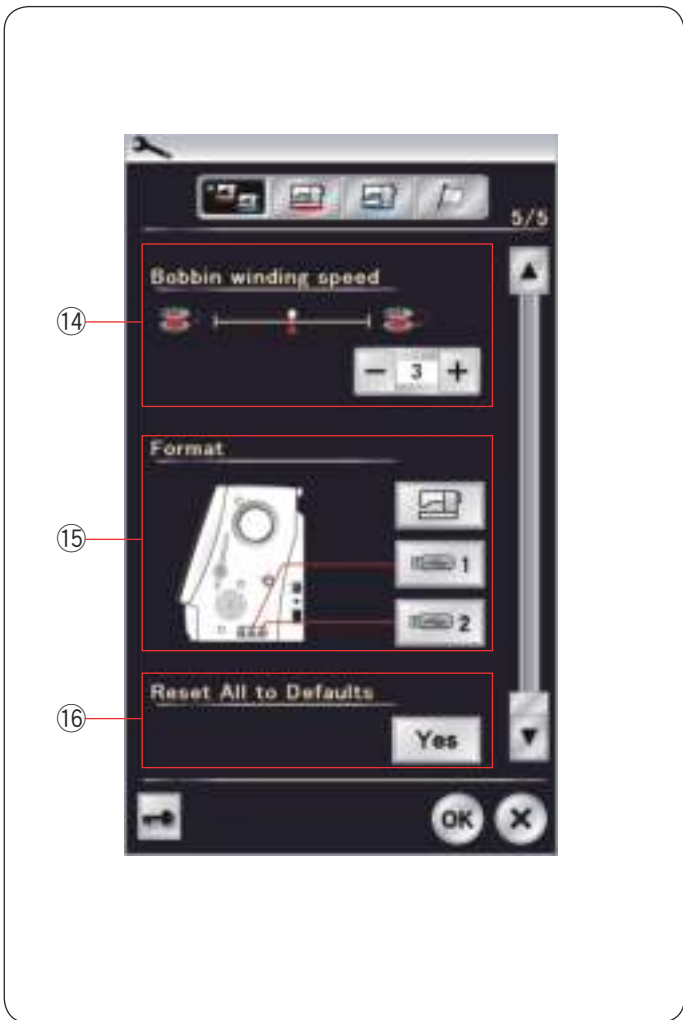 5/5
⑭
Bobbin winding speed
− 3 +
⑮
Format
1
2
⑯
Reset All to Defaults
Yes
OK